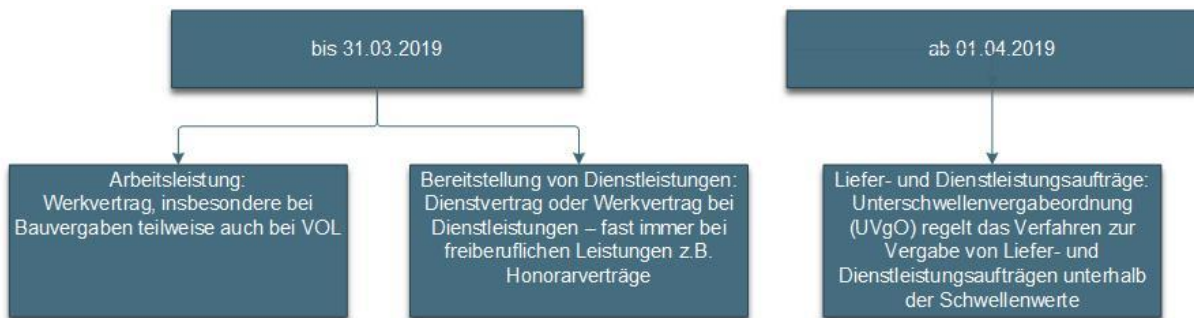 bis 31.03.2019
ab 01.04.2019
Arbeitsleistung:
Werkvertrag, insbesondere bei
Bauvergaben teilweise auch bei VOL
Bereitstellung von Dienstleistungen:
Dienstvertrag oder Werkvertrag bei
Dienstleistungen – fast immer bei
freiberuflichen Leistungen z.B.
Honorarverträge
Liefer- und Dienstleistungsaufträge:
Unterschwellenvergabeordnung
(UVgO) regelt das Verfahren zur
Vergabe von Liefer- und
Dienstleistungsaufträgen unterhalb
der Schwellenwerte